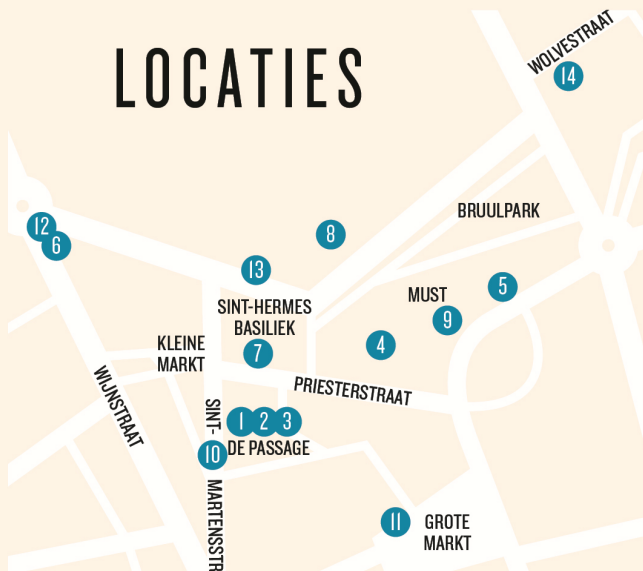 LOCATIES
WOLVESTRAAT
14
BRUULPARK
12
6
8
13
5
MUST
9
SINT-HERMES
BASILIEK
7
4
KLEINE
MARKT
PRIESTERSTRAAT
WIJNSTRAAT
SINT-
1 2 3
DE PASSAGE
10
MARTENSSTR
11
GROTE
MARKT